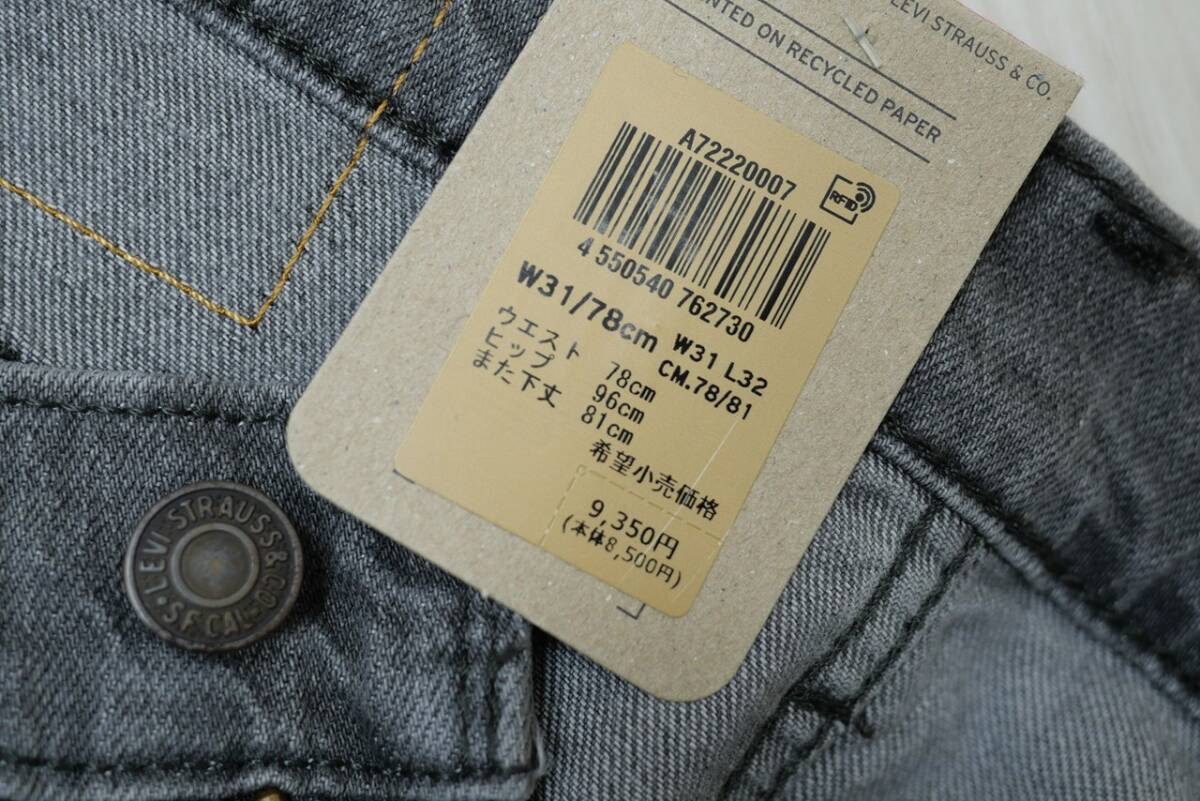 LEVI STRAUSS & CO.
PRINTED ON RECYCLED PAPER
A72220007
RFID
4 550540 762730
W31/78cm W31 L32
CM.78/81
ウエスト 78cm
ヒップ 96cm
また下丈 81cm
希望小売価格
9,350円
(本体8,500円)
LEVI STRAUSS & CO
S.F. CAL